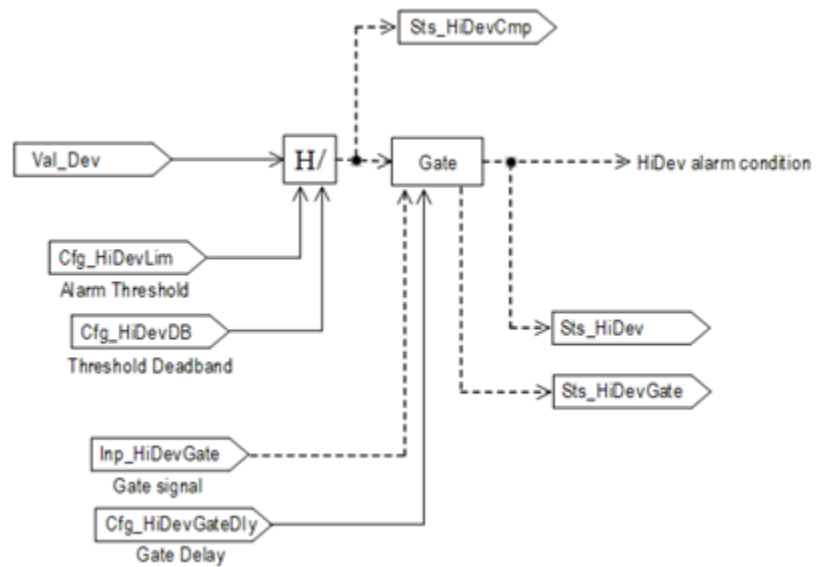 Sts_HiDevCmp
Val_Dev
H/
Gate
HiDev alarm condition
Cfg_HiDevLim
Alarm Threshold
Cfg_HiDevDB
Threshold Deadband
Sts_HiDev
Sts_HiDevGate
Inp_HiDevGate
Gate signal
Cfg_HiDevGateDly
Gate Delay